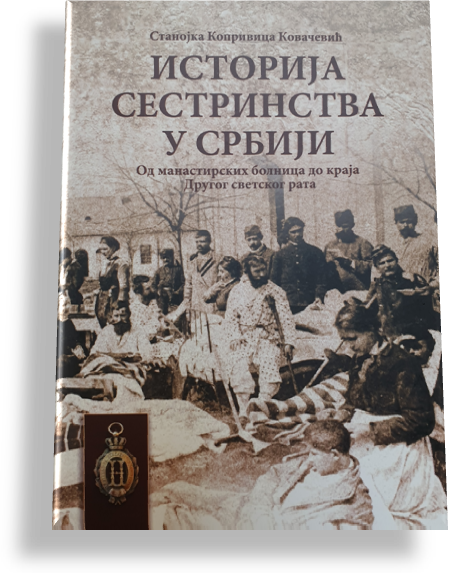 Станојка Копривица Ковачевић
ИСТОРИЈА
СЕСТРИНСТВА
У СРБИЈИ
Од манастирских болница до краја
Другог светског рата